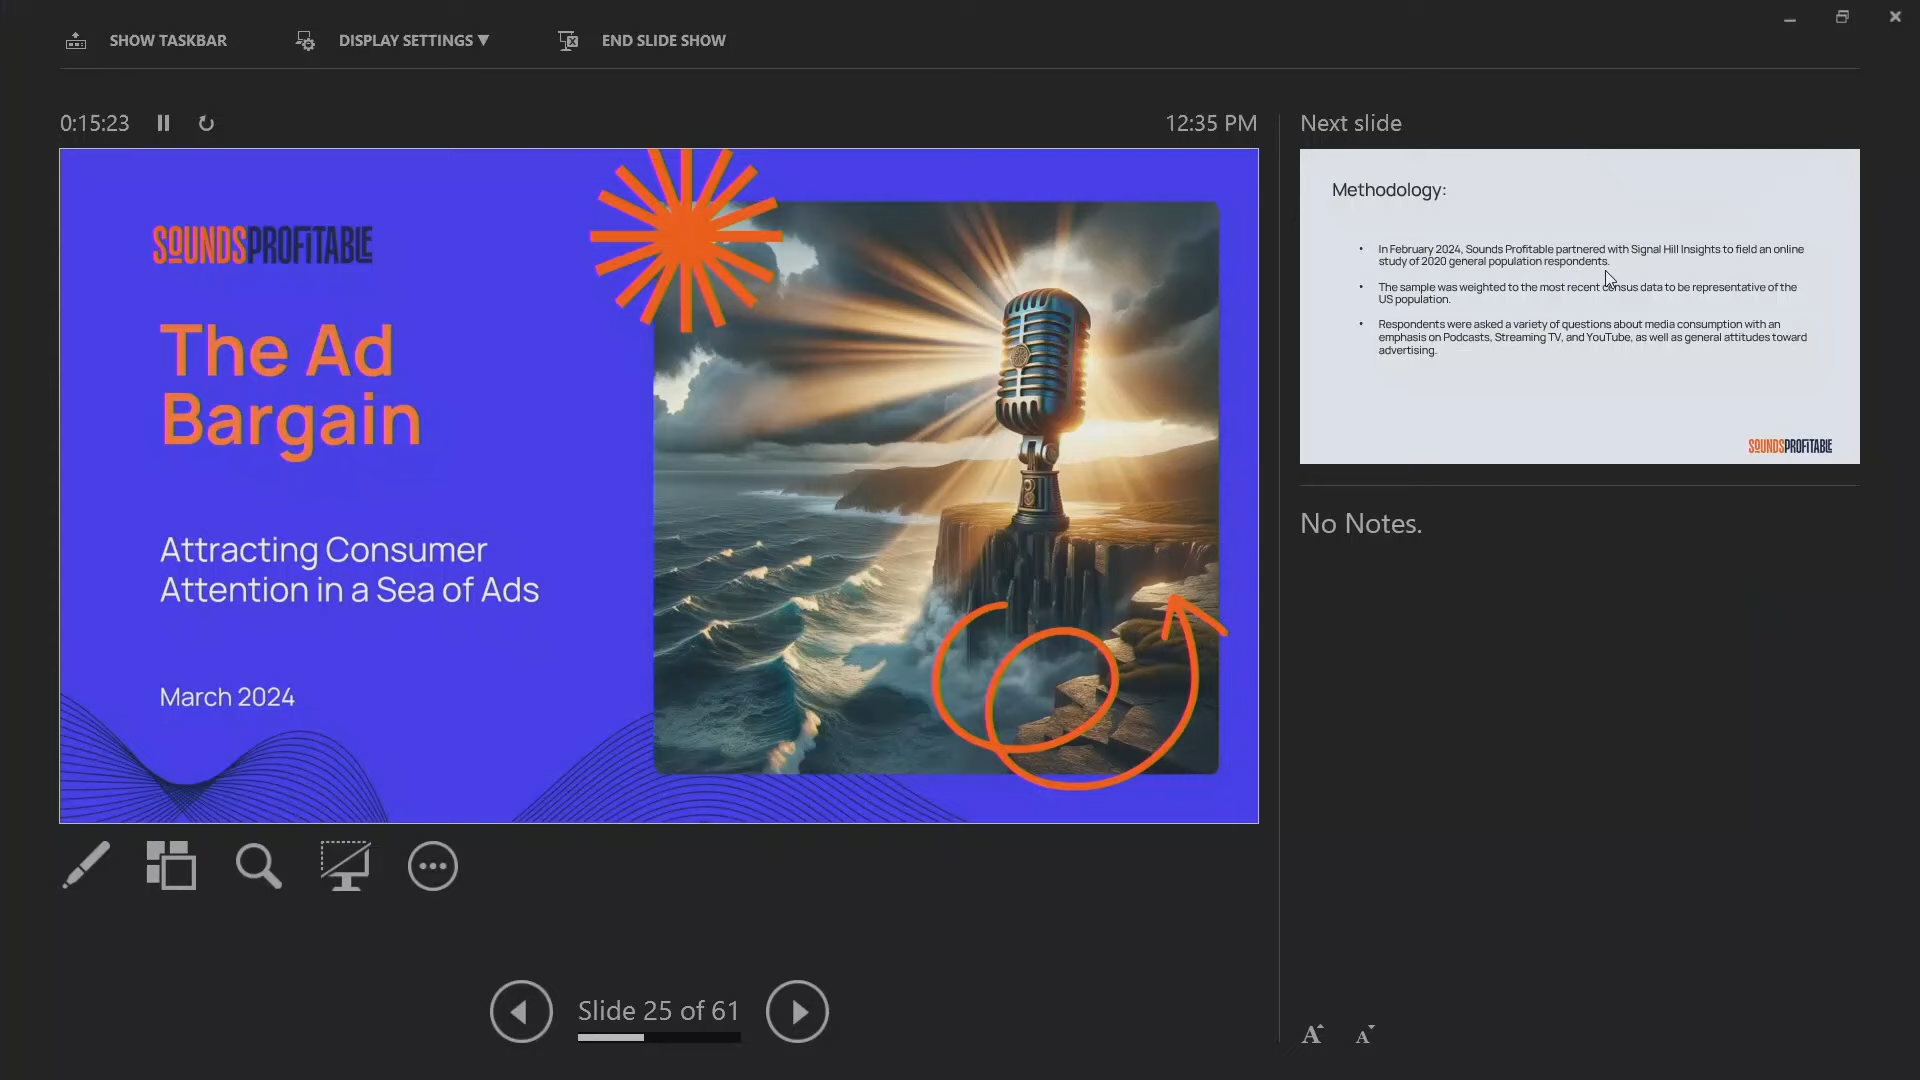 SHOW TASKBAR
DISPLAY SETTINGS ▼
END SLIDE SHOW
0:15:23
12:35 PM
Next slide
SOUNDSPROFITABLE
The Ad
Bargain
Attracting Consumer
Attention in a Sea of Ads
March 2024
Methodology:
• In February 2024, Sounds Profitable partnered with Signal Hill Insights to field an online
study of 2020 general population respondents.
• The sample was weighted to the most recent census data to be representative of the
US population.
• Respondents were asked a variety of questions about media consumption with an
emphasis on Podcasts, Streaming TV, and YouTube, as well as general attitudes toward
advertising.
SOUNDSPROFITABLE
No Notes.
Slide 25 of 61
A A